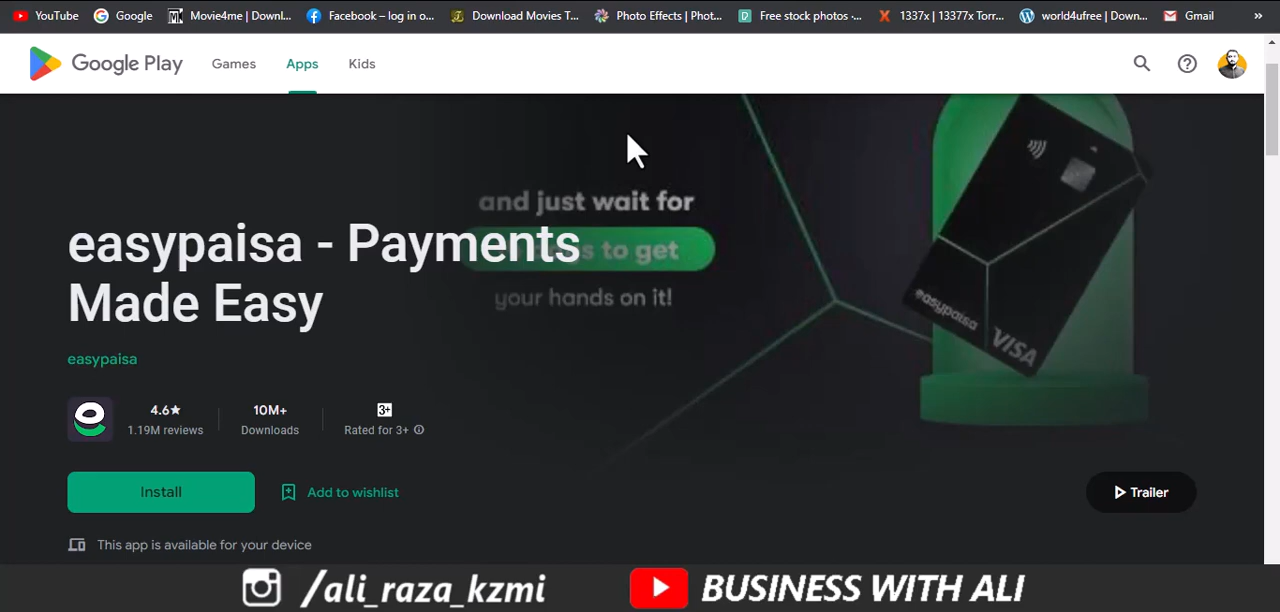 YouTube Google Movie4me | Downl... Facebook – log in o... Download Movies T... Photo Effects | Phot... Free stock photos -... 1337x | 13377x Torr... world4ufree | Down... Gmail »
Google Play Games Apps Kids
and just wait for
to get
your hands on it!
easypaisa - Payments
Made Easy
easypaisa
easypaisa VISA
4.6★ 10M+ 3+
1.19M reviews Downloads Rated for 3+
Install Add to wishlist Trailer
This app is available for your device
/ali_raza_kzmi BUSINESS WITH ALI